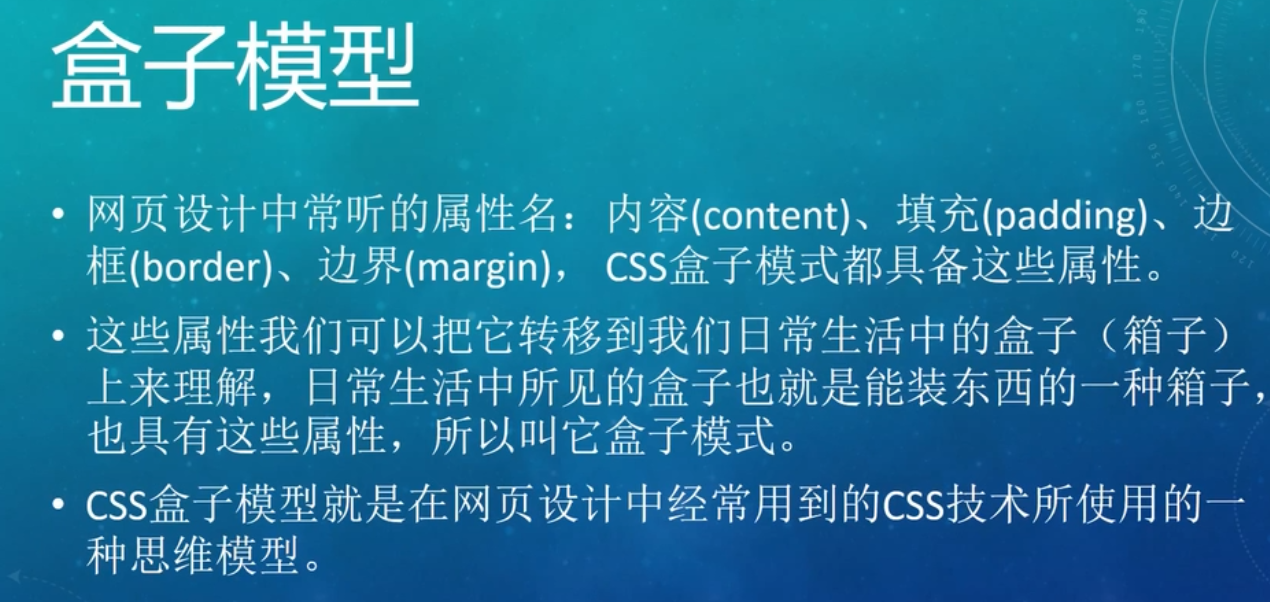 盒子模型
• 网页设计中常听的属性名： 内容(content)、填充(padding)、边
框(border)、边界(margin)， CSS盒子模式都具备这些属性。
• 这些属性我们可以把它转移到我们日常生活中的盒子（箱子）
上来理解，日常生活中所见的盒子也就是能装东西的一种箱子，
也具有这些属性，所以叫它盒子模式。
• CSS盒子模型就是在网页设计中经常用到的CSS技术所使用的一
种思维模型。
180
170
160
150
140
120